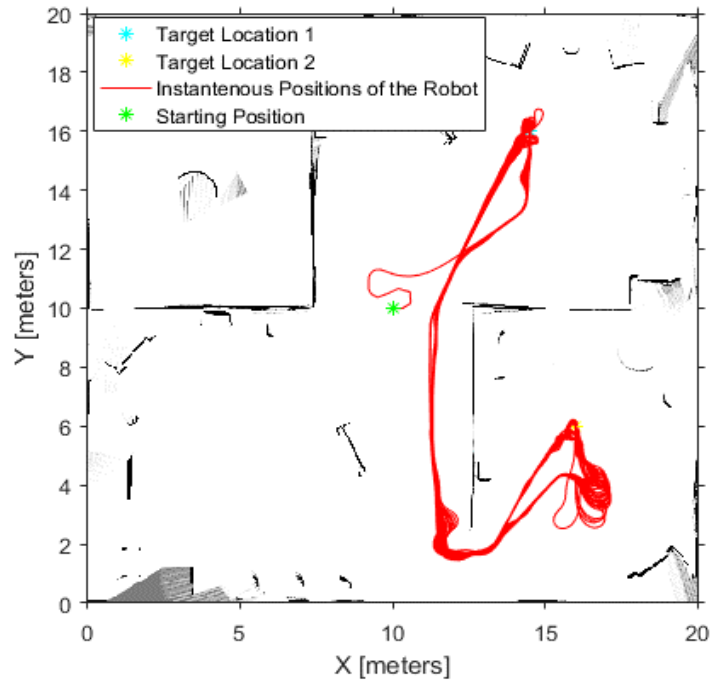 20
18
16
14
12
10
8
6
4
2
0
Y [meters]
Target Location 1
Target Location 2
Instantenous Positions of the Robot
Starting Position
0 5 10 15 20
X [meters]